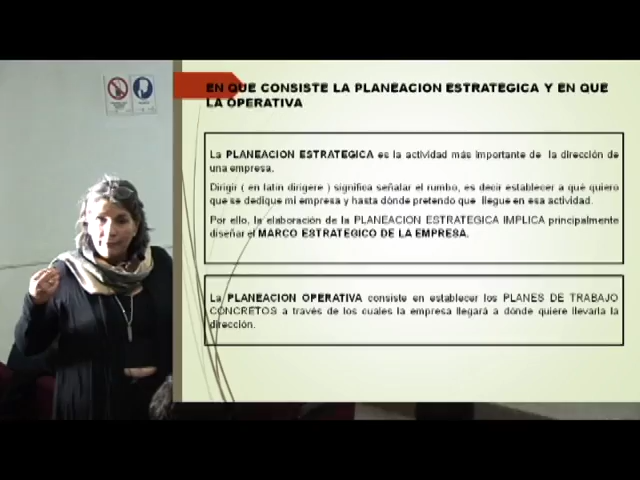 EN QUE CONSISTE LA PLANEACION ESTRATEGICA Y EN QUE
LA OPERATIVA
La PLANEACION ESTRATEGICA es la actividad más importante de la dirección de
una empresa.
Dirigir ( en latín dirigere ) significa señalar el rumbo, es decir establecer a qué quiero
que se dedique mi empresa y hasta dónde pretendo que llegue en esa actividad.
Por ello, la elaboración de la PLANEACION ESTRATEGICA IMPLICA principalmente
diseñar el MARCO ESTRATEGICO DE LA EMPRESA.
La PLANEACION OPERATIVA consiste en establecer los PLANES DE TRABAJO
CONCRETOS a través de los cuales la empresa llegará a dónde quiere llevarla la
dirección.